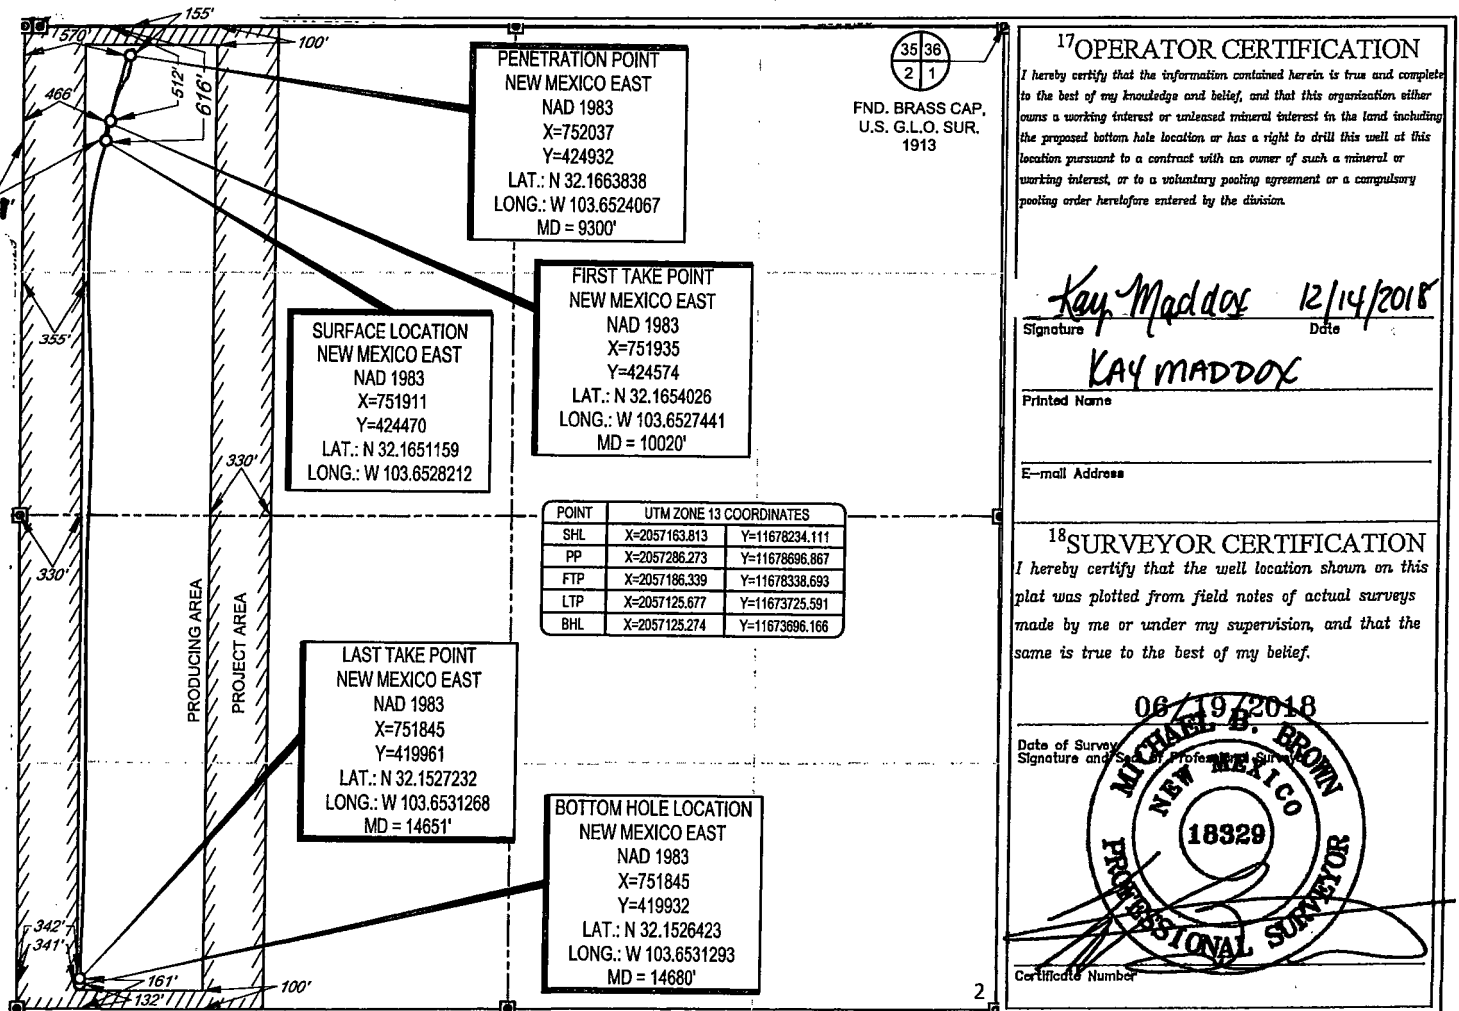 155'
570'
100'
512'
616'
466'
355'
330'
330'
PRODUCING AREA
PROJECT AREA
342'
341'
161'
132'
100'
PENETRATION POINT
NEW MEXICO EAST
NAD 1983
X=752037
Y=424932
LAT.: N 32.1663838
LONG.: W 103.6524067
MD = 9300'
35 36
2 1
FND. BRASS CAP,
U.S. G.L.O. SUR.
1913
FIRST TAKE POINT
NEW MEXICO EAST
NAD 1983
X=751935
Y=424574
LAT.: N 32.1654026
LONG.: W 103.6527441
MD = 10020'
SURFACE LOCATION
NEW MEXICO EAST
NAD 1983
X=751911
Y=424470
LAT.: N 32.1651159
LONG.: W 103.6528212
POINT UTM ZONE 13 COORDINATES
SHL X=2057163.813 Y=11678234.111
PP X=2057286.273 Y=11678696.867
FTP X=2057186.339 Y=11678338.693
LTP X=2057125.677 Y=11673725.591
BHL X=2057125.274 Y=11673696.166
LAST TAKE POINT
NEW MEXICO EAST
NAD 1983
X=751845
Y=419961
LAT.: N 32.1527232
LONG.: W 103.6531268
MD = 14651'
BOTTOM HOLE LOCATION
NEW MEXICO EAST
NAD 1983
X=751845
Y=419932
LAT.: N 32.1526423
LONG.: W 103.6531293
MD = 14680'
2
17OPERATOR CERTIFICATION
I hereby certify that the information contained herein is true and complete
to the best of my knowledge and belief, and that this organization either
owns a working interest or unleased mineral interest in the land including
the proposed bottom hole location or has a right to drill this well at this
location pursuant to a contract with an owner of such a mineral or
working interest, or to a voluntary pooling agreement or a compulsory
pooling order heretofore entered by the division.
Kay Maddox 12/14/2018
Signature Date
KAY MADDOX
Printed Name
E-mail Address
18SURVEYOR CERTIFICATION
I hereby certify that the well location shown on this
plat was plotted from field notes of actual surveys
made by me or under my supervision, and that the
same is true to the best of my belief.
06/19/2018
Date of Survey
Signature and Seal of Professional Surveyor
MICHAEL B. BROWN
NEW MEXICO
18329
PROFESSIONAL SURVEYOR
Certificate Number